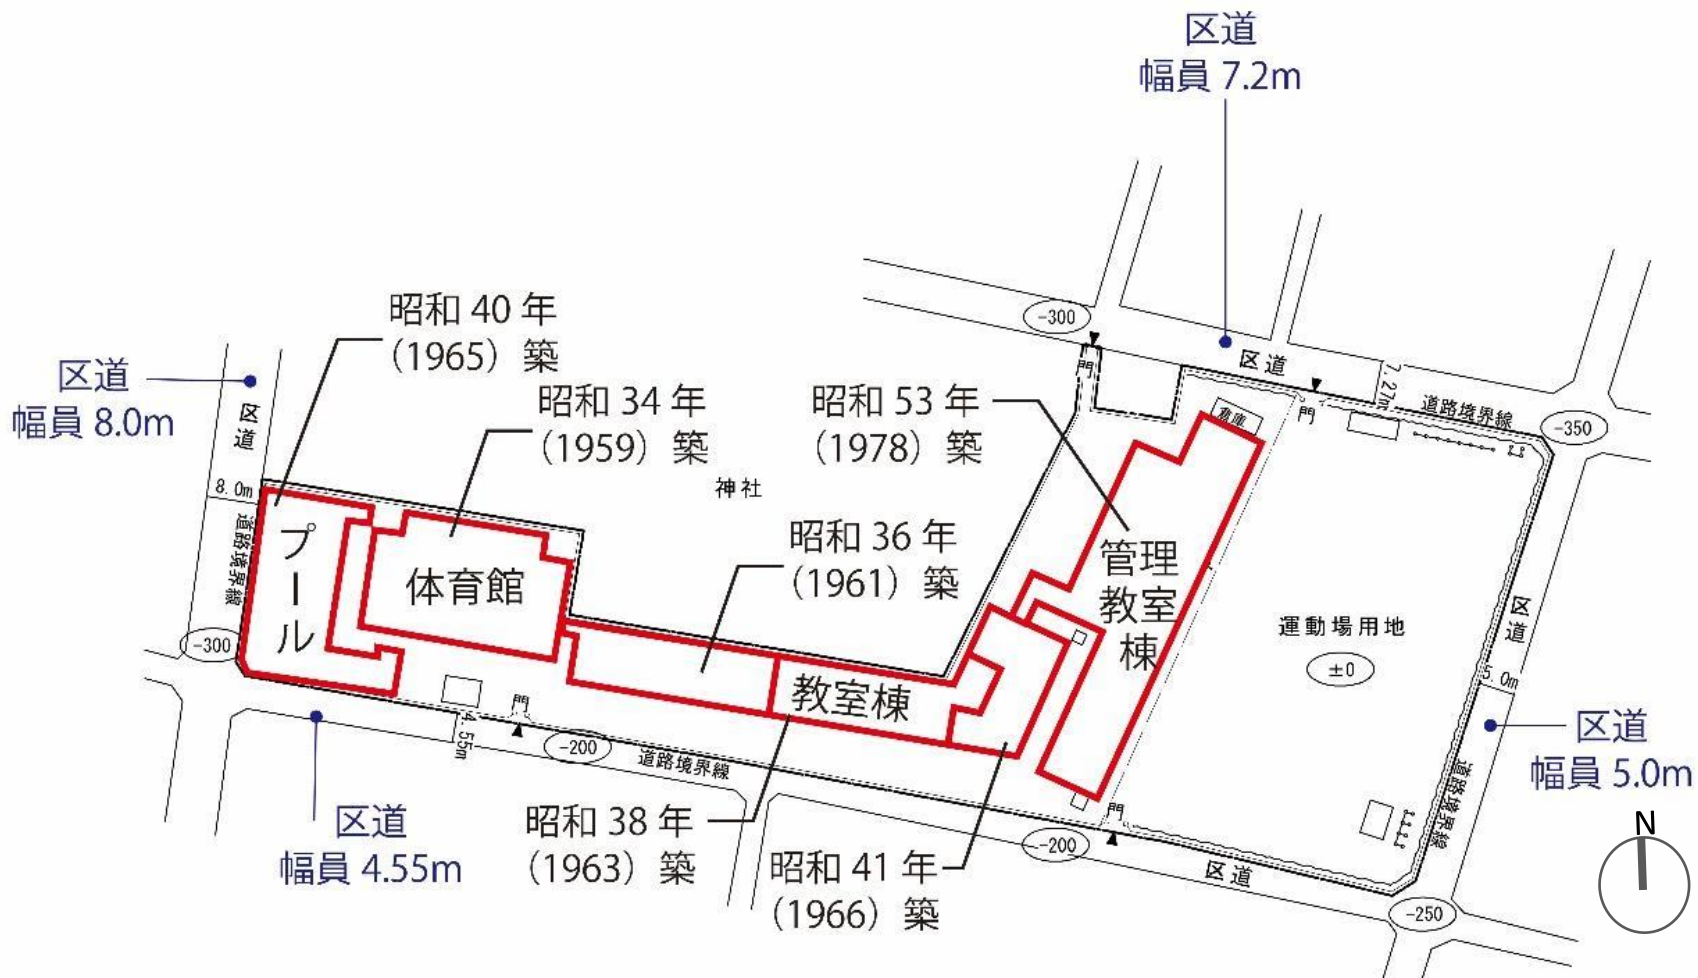 区道
幅員 7.2m
-300
区道
7.27m
門
門
道路境界線
-350
倉庫
昭和 40 年
（1965）築
区道
幅員 8.0m
区道
8.0m
道路境界線
-300
昭和 34 年
（1959）築
昭和 53 年
（1978）築
神社
昭和 36 年
（1961）築
プール
体育館
教室棟
管理
教室
棟
運動場用地
±0
区道
5.0m
区道
幅員 5.0m
道路境界線
門
4.55m
-200
道路境界線
区道
幅員 4.55m
昭和 38 年
（1963）築
昭和 41 年
（1966）築
門
-200
区道
-250
N